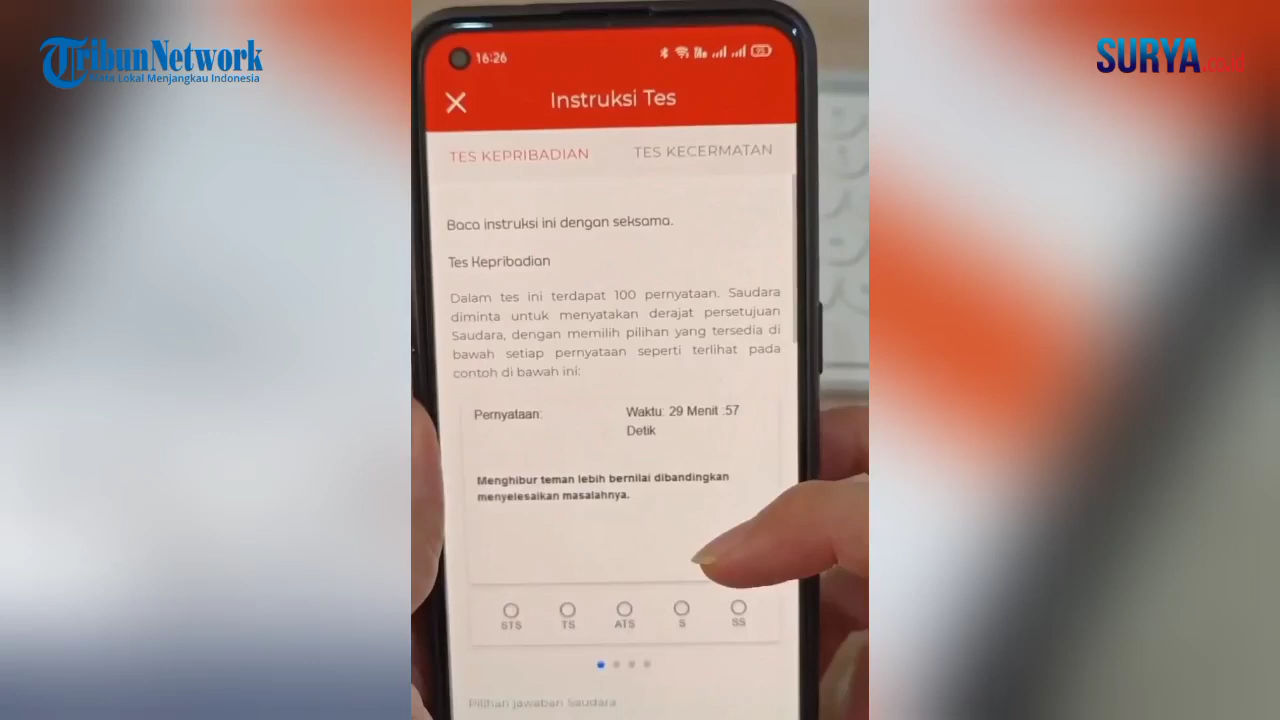 TribunNetwork
Mata Lokal Menjangkau Indonesia
SURYA.co.id
16:26
Instruksi Tes
TES KEPRIBADIAN
TES KECERMATAN
Baca instruksi ini dengan seksama.
Tes Kepribadian
Dalam tes ini terdapat 100 pernyataan. Saudara
diminta untuk menyatakan derajat persetujuan
Saudara, dengan memilih pilihan yang tersedia di
bawah setiap pernyataan seperti terlihat pada
contoh di bawah ini:
Pernyataan:
Waktu: 29 Menit :57
Detik
Menghibur teman lebih bernilai dibandingkan
menyelesaikan masalahnya.
STS TS ATS S SS
Pilihan jawaban Saudara